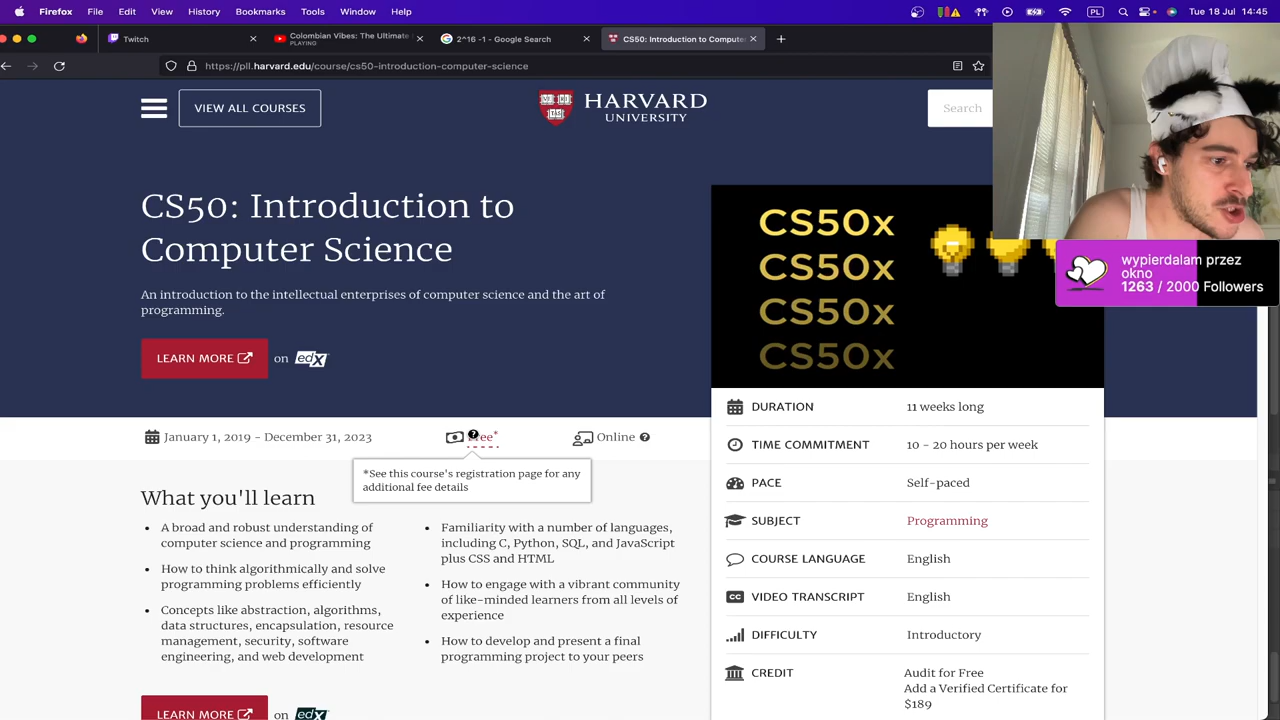 Firefox File Edit View History Bookmarks Tools Window Help PL Tue 18 Jul 14:45
Twitch
Colombian Vibes: The Ultimate
PLAYING
2^16 -1 - Google Search
CS50: Introduction to Compute
https://pll.harvard.edu/course/cs50-introduction-computer-science
VIEW ALL COURSES
HARVARD
UNIVERSITY
Search
CS50: Introduction to
Computer Science
An introduction to the intellectual enterprises of computer science and the art of
programming.
LEARN MORE on edX
CS50x
CS50x
CS50x
CS50x
wypierdalam przez
okno
1263 / 2000 Followers
January 1, 2019 – December 31, 2023
Free*
Online
*See this course's registration page for any
additional fee details
What you'll learn
• A broad and robust understanding of
computer science and programming
• How to think algorithmically and solve
programming problems efficiently
• Concepts like abstraction, algorithms,
data structures, encapsulation, resource
management, security, software
engineering, and web development
• Familiarity with a number of languages,
including C, Python, SQL, and JavaScript
plus CSS and HTML
• How to engage with a vibrant community
of like-minded learners from all levels of
experience
• How to develop and present a final
programming project to your peers
LEARN MORE on edX
DURATION 11 weeks long
TIME COMMITMENT 10 – 20 hours per week
PACE Self-paced
SUBJECT Programming
COURSE LANGUAGE English
CC VIDEO TRANSCRIPT English
DIFFICULTY Introductory
CREDIT Audit for Free
Add a Verified Certificate for
$189